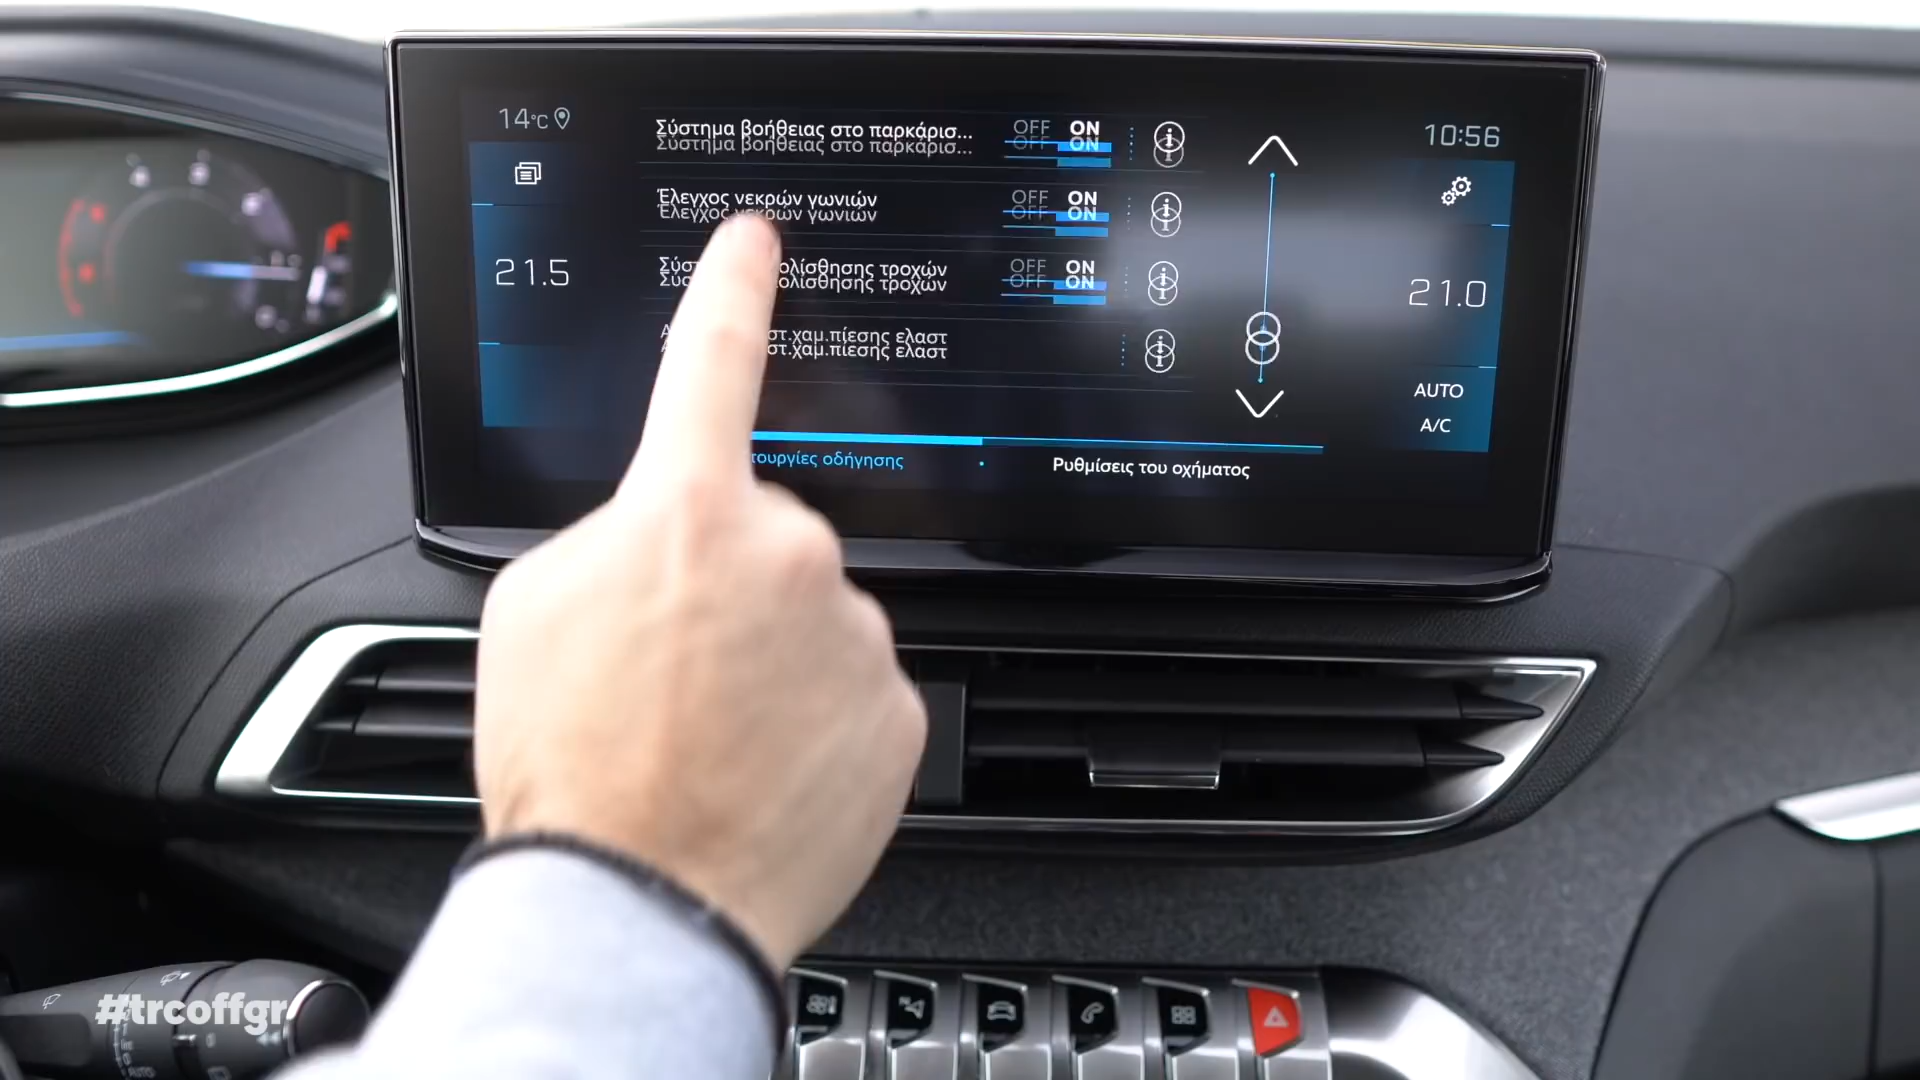 14°C
10:56
Σύστημα βοήθειας στο παρκάρισ... OFF ON
Έλεγχος νεκρών γωνιών OFF ON
ολίσθησης τροχών OFF ON
στ.χαμ.πίεσης ελαστ
21.5
21.0
AUTO
A/C
τουργίες οδήγησης
Ρυθμίσεις του οχήματος
#trcoffgr
AUTO